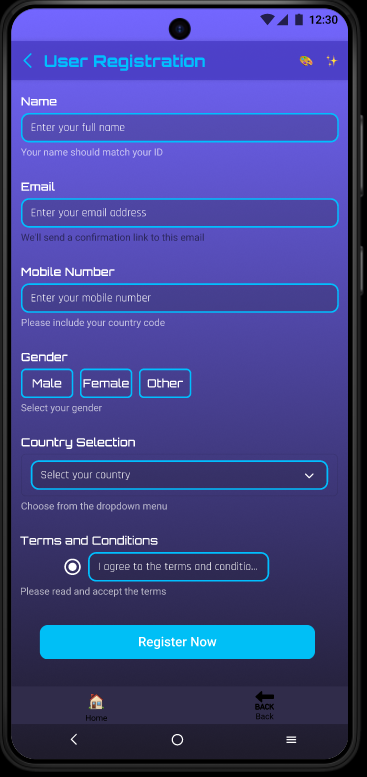 12:30
User Registration
Name
Enter your full name
Your name should match your ID
Email
Enter your email address
We'll send a confirmation link to this email
Mobile Number
Enter your mobile number
Please include your country code
Gender
Male Female Other
Select your gender
Country Selection
Select your country
Choose from the dropdown menu
Terms and Conditions
I agree to the terms and conditio...
Please read and accept the terms
Register Now
BACK
Home Back